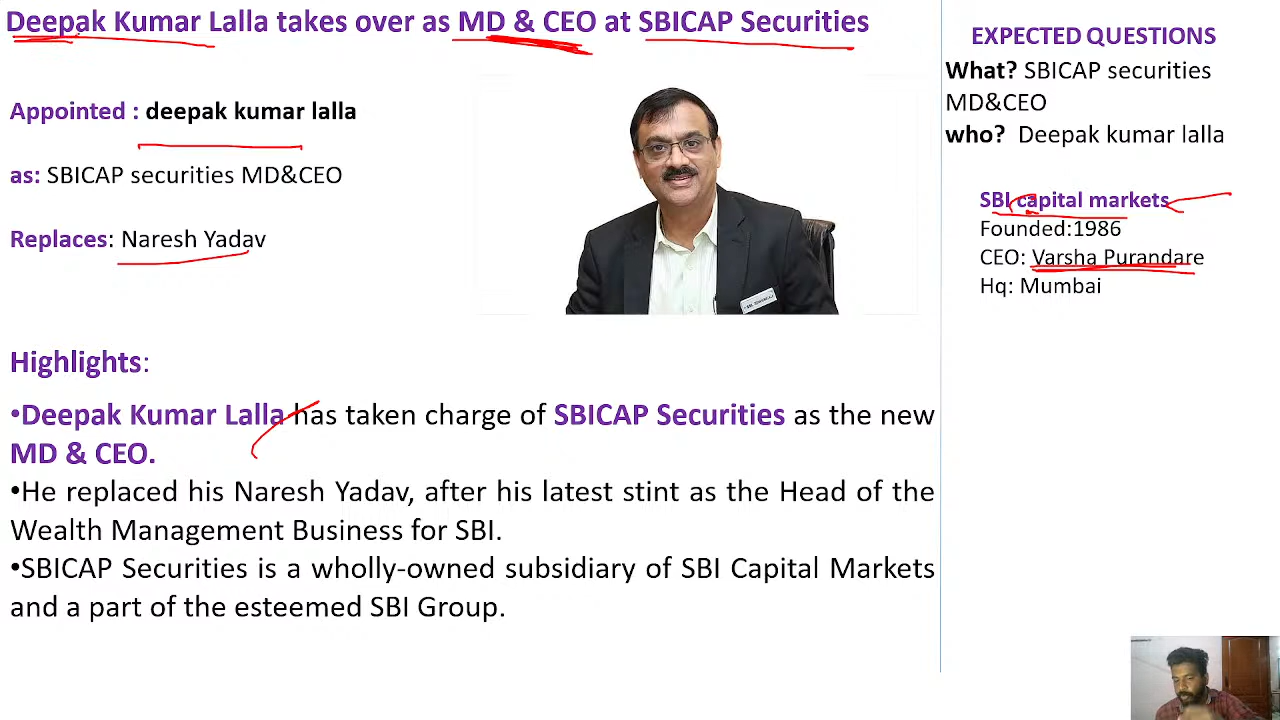 Deepak Kumar Lalla takes over as MD & CEO at SBICAP Securities
Appointed : deepak kumar lalla
as: SBICAP securities MD&CEO
Replaces: Naresh Yadav
Highlights:
•Deepak Kumar Lalla has taken charge of SBICAP Securities as the new
MD & CEO.
•He replaced his Naresh Yadav, after his latest stint as the Head of the
Wealth Management Business for SBI.
•SBICAP Securities is a wholly-owned subsidiary of SBI Capital Markets
and a part of the esteemed SBI Group.
EXPECTED QUESTIONS
What? SBICAP securities
MD&CEO
who? Deepak kumar lalla
SBI capital markets
Founded:1986
CEO: Varsha Purandare
Hq: Mumbai